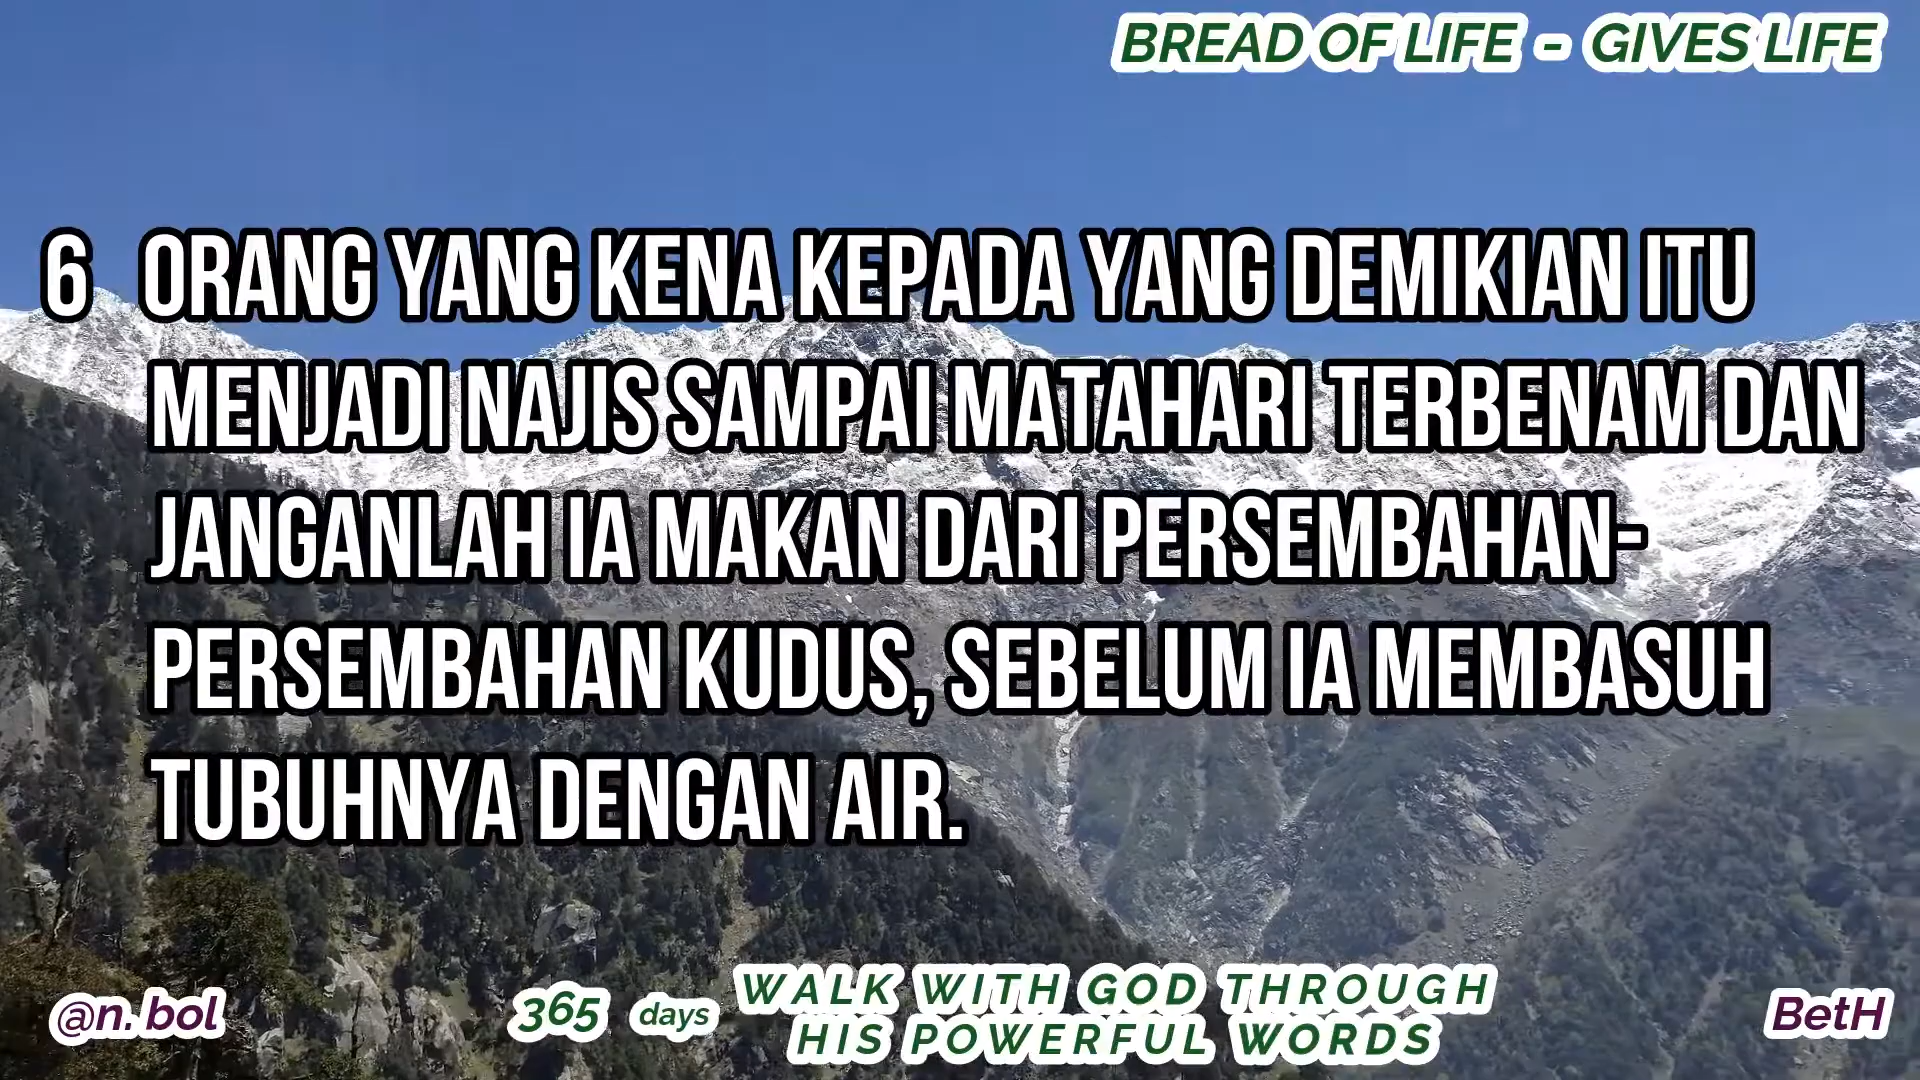 BREAD OF LIFE - GIVES LIFE
6 ORANG YANG KENA KEPADA YANG DEMIKIAN ITU
MENJADI NAJIS SAMPAI MATAHARI TERBENAM DAN
JANGANLAH IA MAKAN DARI PERSEMBAHAN-
PERSEMBAHAN KUDUS, SEBELUM IA MEMBASUH
TUBUHNYA DENGAN AIR.
@n.bol
365 days
WALK WITH GOD THROUGH
HIS POWERFUL WORDS
BetH